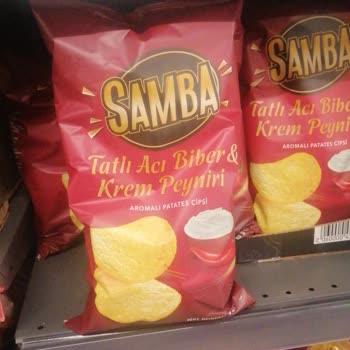 SAMBA
Tatlı Acı Biber &
Krem Peyniri
AROMALI PATATES CİPSİ
SAMBA
Tatlı Acı Biber &
Krem Peyniri
AROMALI PATATES CİPSİ